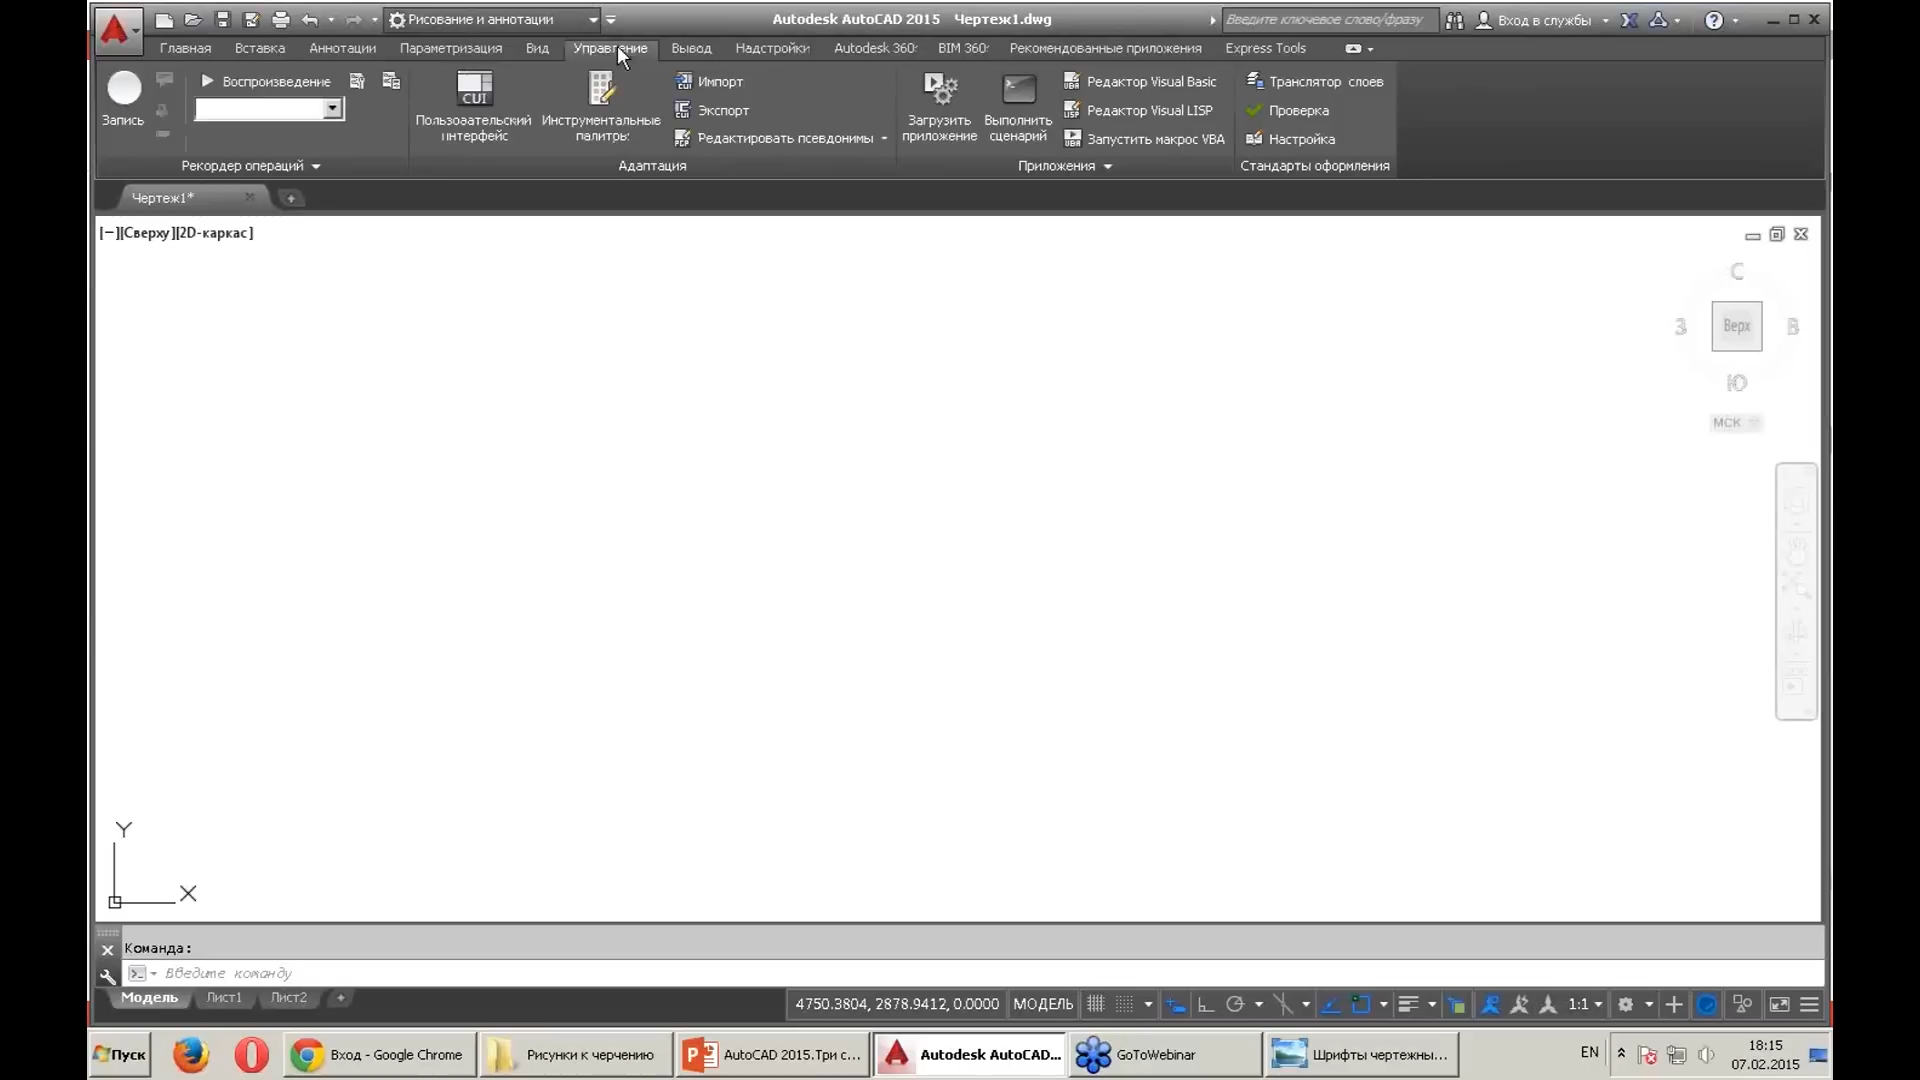 Рисование и аннотации
Autodesk AutoCAD 2015 Чертеж1.dwg
Введите ключевое слово/фразу
Вход в службы
Главная Вставка Аннотации Параметризация Вид Управление Вывод Надстройки Autodesk 360 BIM 360 Рекомендованные приложения Express Tools
Запись
Воспроизведение
Рекордер операций
CUI
Пользовательский интерфейс
Инструментальные палитры
Импорт
Экспорт
Редактировать псевдонимы
Адаптация
Загрузить приложение
Выполнить сценарий
Редактор Visual Basic
Редактор Visual LISP
Запустить макрос VBA
Приложения
Транслятор слоев
Проверка
Настройка
Стандарты оформления
Чертеж1*
[−][Сверху][2D-каркас]
С
З Верх В
Ю
МСК
Y
X
Команда:
Введите команду
Модель Лист1 Лист2
4750.3804, 2878.9412, 0.0000 МОДЕЛЬ 1:1
Пуск
Вход - Google Chrome
Рисунки к черчению
AutoCAD 2015.Три с...
Autodesk AutoCAD...
GoToWebinar
Шрифты чертежны...
EN
18:15
07.02.2015